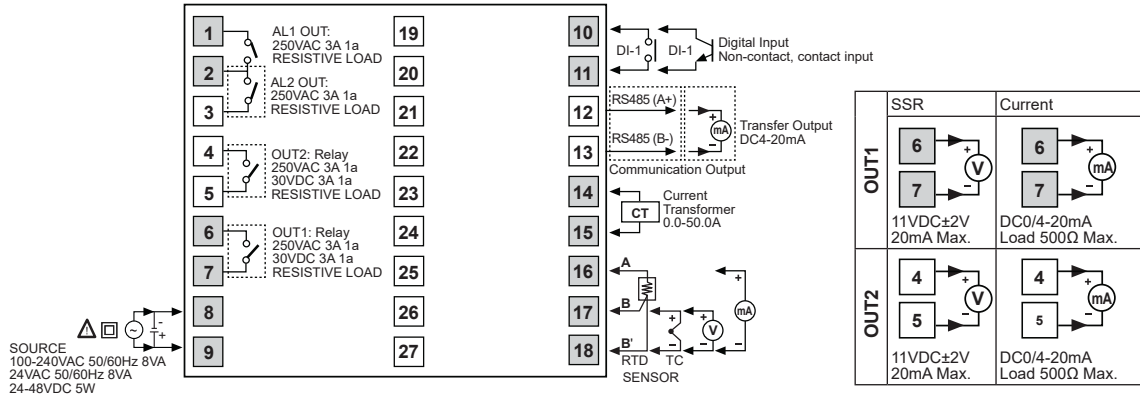 1
2
3
4
5
6
7
8
9
AL1 OUT:
250VAC 3A 1a
RESISTIVE LOAD
AL2 OUT:
250VAC 3A 1a
RESISTIVE LOAD
OUT2: Relay
250VAC 3A 1a
30VDC 3A 1a
RESISTIVE LOAD
OUT1: Relay
250VAC 3A 1a
30VDC 3A 1a
RESISTIVE LOAD
SOURCE
100-240VAC 50/60Hz 8VA
24VAC 50/60Hz 8VA
24-48VDC 5W
- 
+
19
20
21
22
23
24
25
26
27
10
11
12
13
14
15
16
17
18
DI-1
DI-1
Digital Input
Non-contact, contact input
RS485 (A+)
RS485 (B-)
+
mA
−
Transfer Output
DC4-20mA
Communication Output
CT
Current
Transformer
0.0-50.0A
A
B
B'
+
−
+
V
−
+
mA
−
RTD TC
SENSOR
SSR Current
OUT1
6
7
+
V
−
11VDC±2V
20mA Max.
6
7
+
mA
−
DC0/4-20mA
Load 500Ω Max.
OUT2
4
5
+
V
−
11VDC±2V
20mA Max.
4
5
+
mA
−
DC0/4-20mA
Load 500Ω Max.